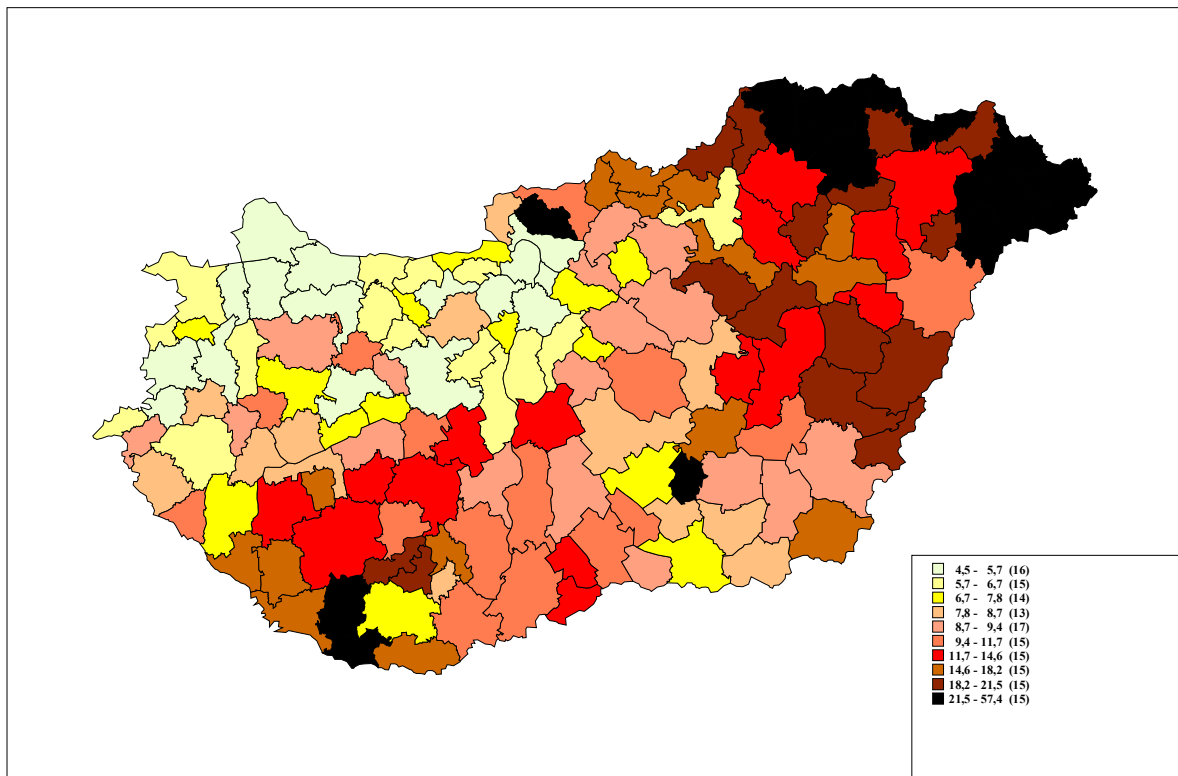 4,5 - 5,7 (16)
5,7 - 6,7 (15)
6,7 - 7,8 (14)
7,8 - 8,7 (13)
8,7 - 9,4 (17)
9,4 - 11,7 (15)
11,7 - 14,6 (15)
14,6 - 18,2 (15)
18,2 - 21,5 (15)
21,5 - 57,4 (15)